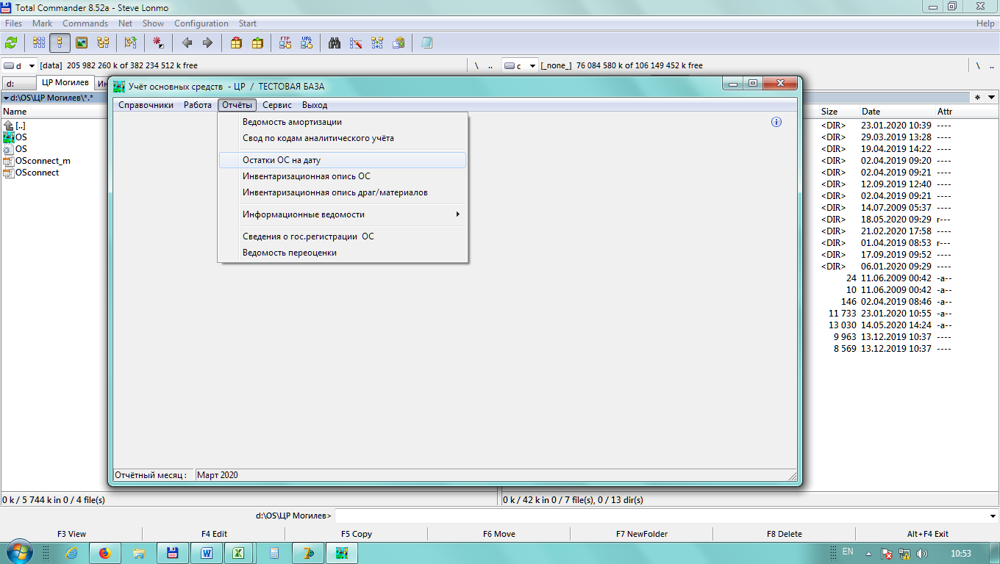 Total Commander 8.52a - Steve Lonmo
Files Mark Commands Net Show Configuration Start Help
FTP URL
d [data] 205 982 260 k of 382 234 512 k free \ ..
c [_none_] 76 084 580 k of 106 149 452 k free \ ..
d: ЦР Могилев
d:\OS\ЦР Могилев\*.* * 
Name
[..]
OS
OS
OSconnect_m
OSconnect
Учёт основных средств - ЦР / ТЕСТОВАЯ БАЗА
Справочники Работа Отчёты Сервис Выход
Ведомость амортизации
Свод по кодам аналитического учёта
Остатки ОС на дату
Инвентаризационная опись ОС
Инвентаризационная опись драг/материалов
Информационные ведомости
Сведения о гос.регистрации ОС
Ведомость переоценки
Отчётный месяц : Март 2020
Size Date Attr
<DIR> 23.01.2020 10:39 ----
<DIR> 29.03.2019 13:28 ----
<DIR> 19.04.2019 14:22 ----
<DIR> 02.04.2019 09:20 ----
<DIR> 02.04.2019 09:21 ----
<DIR> 12.09.2019 12:40 ----
<DIR> 02.04.2019 09:21 ----
<DIR> 14.07.2009 05:37 ----
<DIR> 18.05.2020 09:29 r---
<DIR> 21.02.2020 17:58 ----
<DIR> 01.04.2019 08:53 r---
<DIR> 17.09.2019 09:52 ----
<DIR> 06.01.2020 09:29 ----
24 11.06.2009 00:42 -a--
10 11.06.2009 00:42 -a--
146 02.04.2019 08:46 -a--
11 733 23.01.2020 10:55 -a--
13 030 14.05.2020 14:24 -a--
9 963 13.12.2019 10:37 ----
8 569 13.12.2019 10:37 ----
0 k / 5 744 k in 0 / 4 file(s)
0 k / 42 k in 0 / 7 file(s), 0 / 13 dir(s)
d:\OS\ЦР Могилев>
F3 View F4 Edit F5 Copy F6 Move F7 NewFolder F8 Delete Alt+F4 Exit
EN 10:53